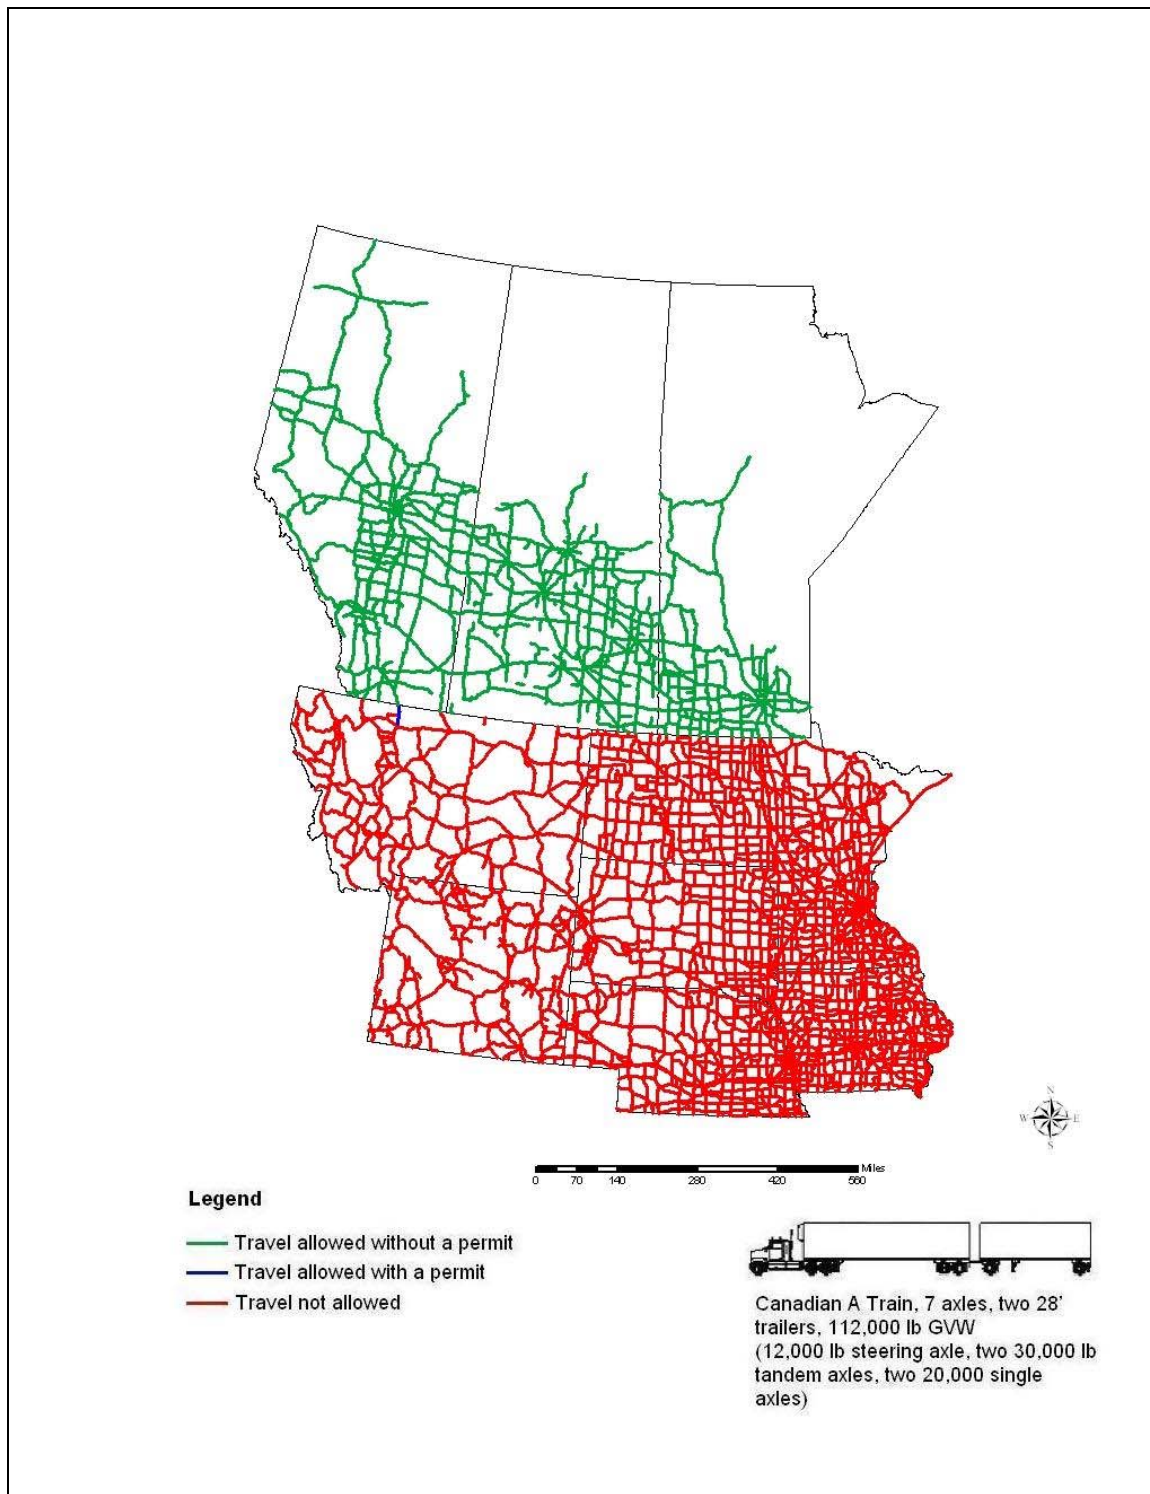 N
W E
S
Miles
0 70 140 280 420 560
Legend
Travel allowed without a permit
Travel allowed with a permit
Travel not allowed
Canadian A Train, 7 axles, two 28'
trailers, 112,000 lb GVW
(12,000 lb steering axle, two 30,000 lb
tandem axles, two 20,000 single
axles)